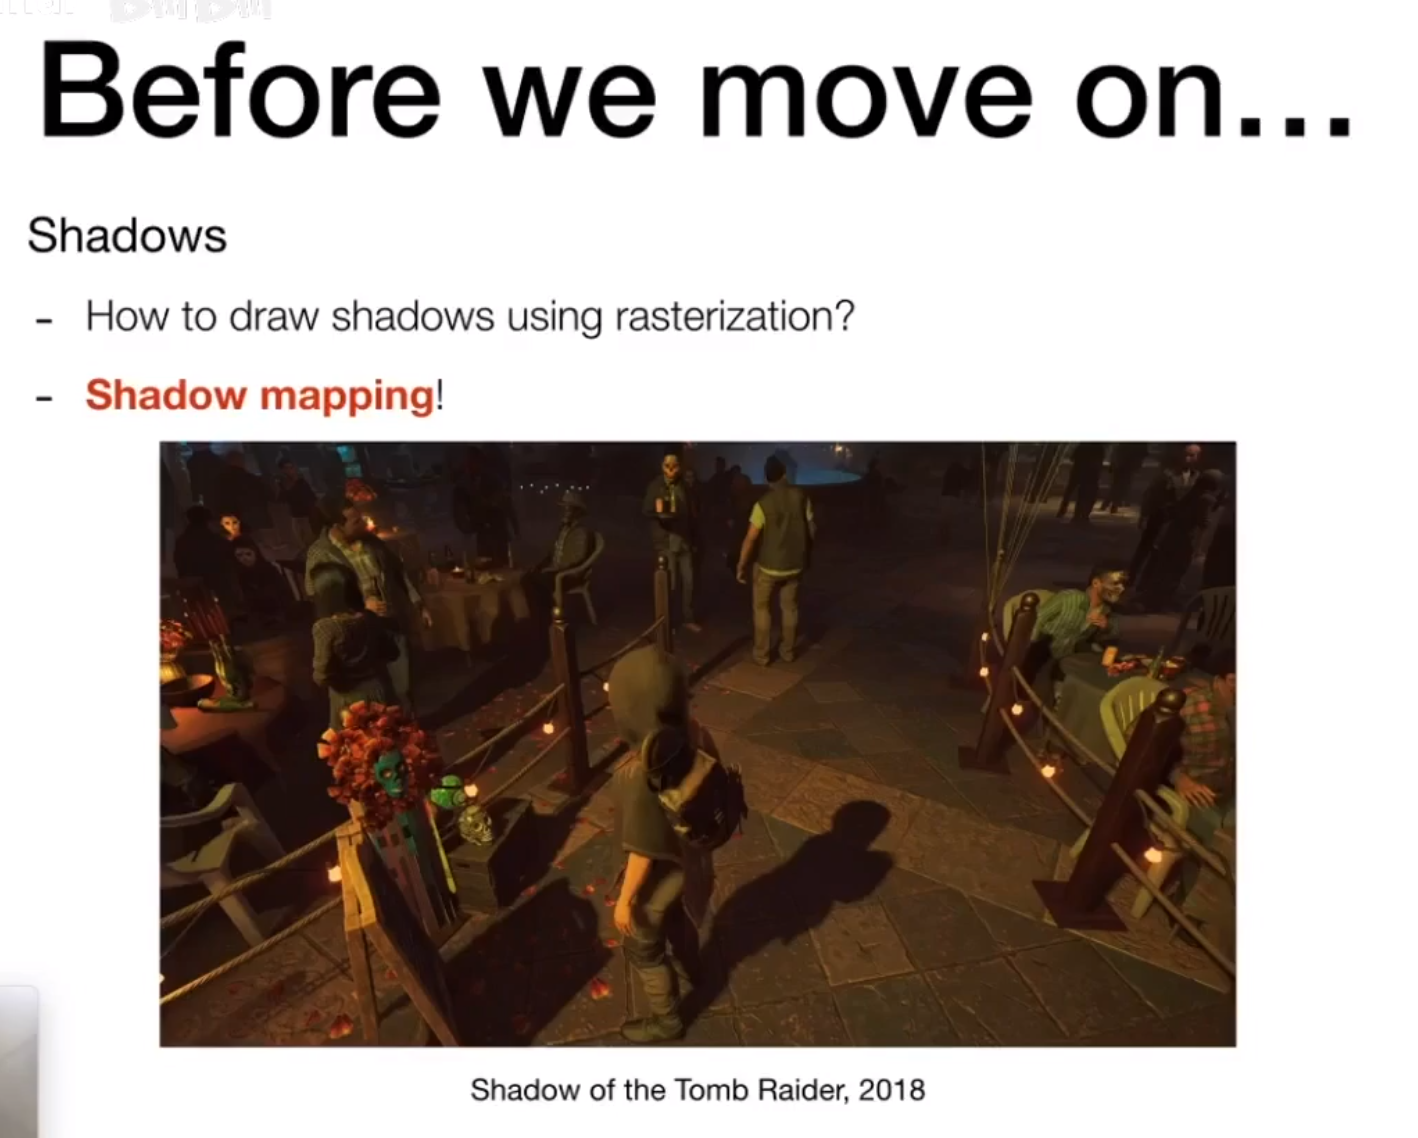 Before we move on...
Shadows
- How to draw shadows using rasterization?
- Shadow mapping!
Shadow of the Tomb Raider, 2018